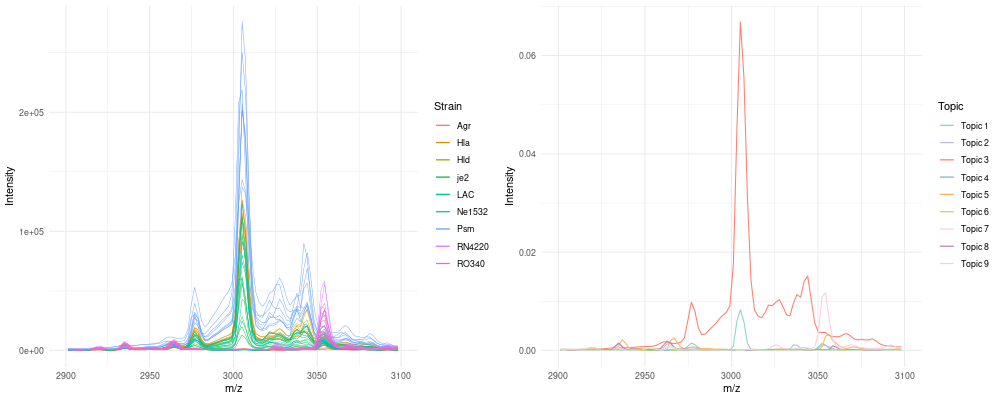 Intensity
2e+05
1e+05
0e+00
2900 2950 3000 3050 3100
m/z
Strain
Agr
Hla
Hld
je2
LAC
Ne1532
Psm
RN4220
RO340
Intensity
0.06
0.04
0.02
0.00
2900 2950 3000 3050 3100
m/z
Topic
Topic 1
Topic 2
Topic 3
Topic 4
Topic 5
Topic 6
Topic 7
Topic 8
Topic 9